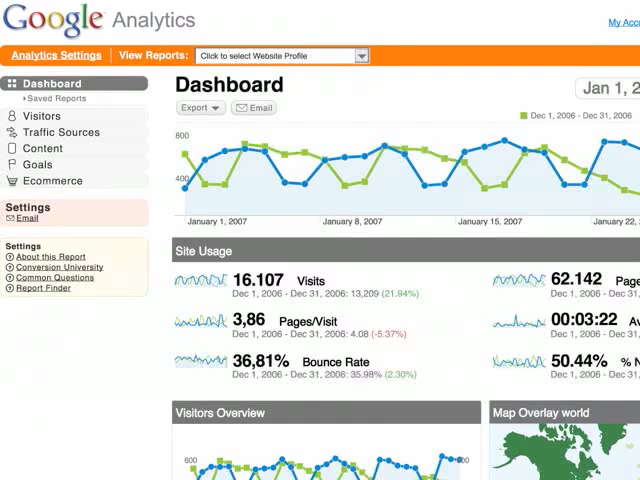 Google Analytics
My Acc
Analytics Settings
View Reports:
Click to select Website Profile
Dashboard
Saved Reports
Visitors
Traffic Sources
Content
Goals
Ecommerce
Settings
Email
Settings
About this Report
Conversion University
Common Questions
Report Finder
Dashboard
Jan 1, 2
Export
Email
Dec 1, 2006 - Dec 31, 2006
800
400
January 1, 2007
January 8, 2007
January 15, 2007
January 22,
Site Usage
16.107 Visits
Dec 1, 2006 - Dec 31, 2006: 13,209 (21.94%)
3,86 Pages/Visit
Dec 1, 2006 - Dec 31, 2006: 4.08 (-5.37%)
36,81% Bounce Rate
Dec 1, 2006 - Dec 31, 2006: 35.98% (2.30%)
62.142 Page
Dec 1, 2006 - Dec 31, 2006:
00:03:22 Av
Dec 1, 2006 - Dec 31, 2006:
50.44% % N
Dec 1, 2006 - Dec 31, 2006:
Visitors Overview
600
600
Map Overlay world